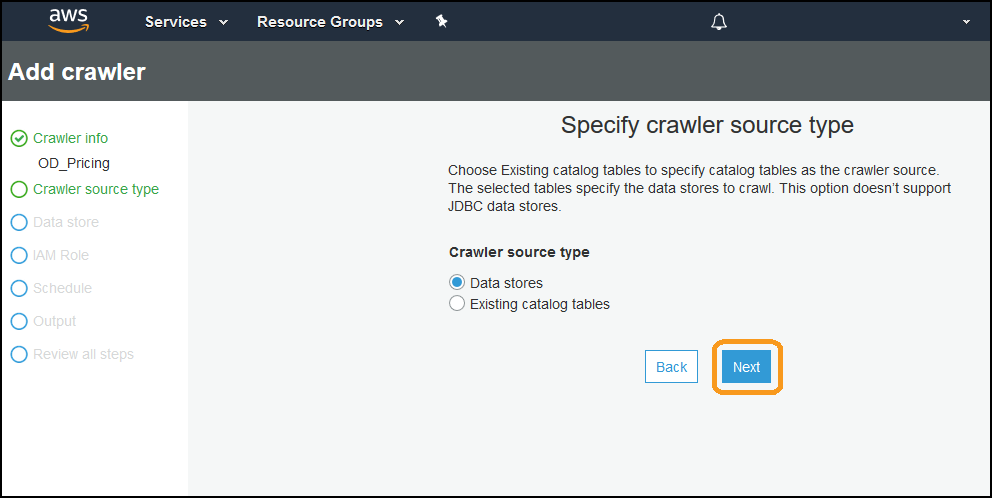 aws Services Resource Groups
Add crawler
Crawler info
OD_Pricing
Crawler source type
Data store
IAM Role
Schedule
Output
Review all steps
Specify crawler source type
Choose Existing catalog tables to specify catalog tables as the crawler source.
The selected tables specify the data stores to crawl. This option doesn't support
JDBC data stores.
Crawler source type
Data stores
Existing catalog tables
Back Next